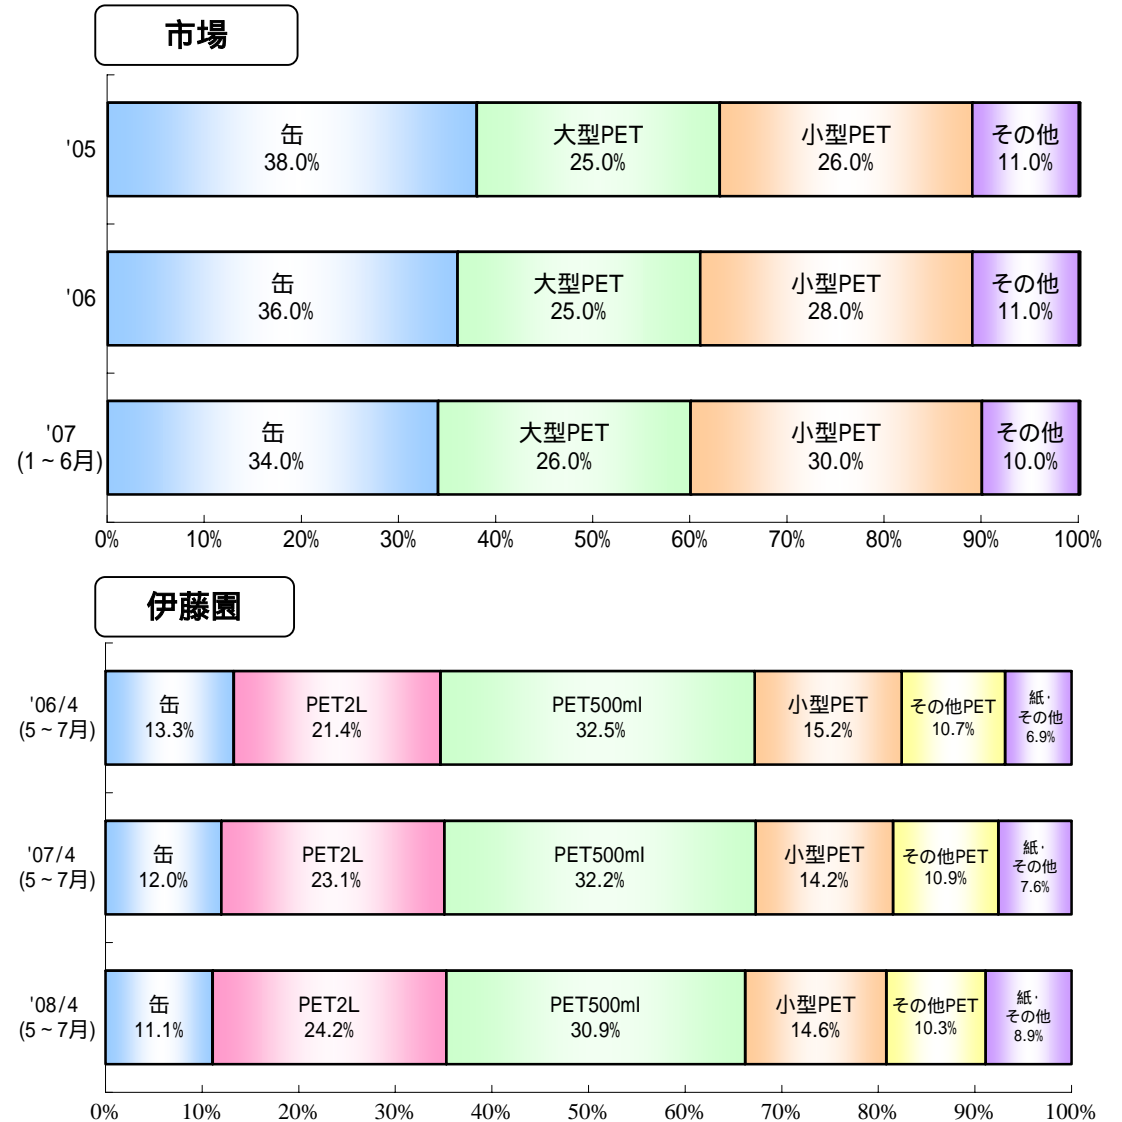 市場
'05
缶
38.0%
大型PET
25.0%
小型PET
26.0%
その他
11.0%
'06
缶
36.0%
大型PET
25.0%
小型PET
28.0%
その他
11.0%
'07
(1~6月)
缶
34.0%
大型PET
26.0%
小型PET
30.0%
その他
10.0%
0% 10% 20% 30% 40% 50% 60% 70% 80% 90% 100%
伊藤園
'06/4
(5~7月)
缶
13.3%
PET2L
21.4%
PET500ml
32.5%
小型PET
15.2%
その他PET
10.7%
紙・
その他
6.9%
'07/4
(5~7月)
缶
12.0%
PET2L
23.1%
PET500ml
32.2%
小型PET
14.2%
その他PET
10.9%
紙・
その他
7.6%
'08/4
(5~7月)
缶
11.1%
PET2L
24.2%
PET500ml
30.9%
小型PET
14.6%
その他PET
10.3%
紙・
その他
8.9%
0% 10% 20% 30% 40% 50% 60% 70% 80% 90% 100%